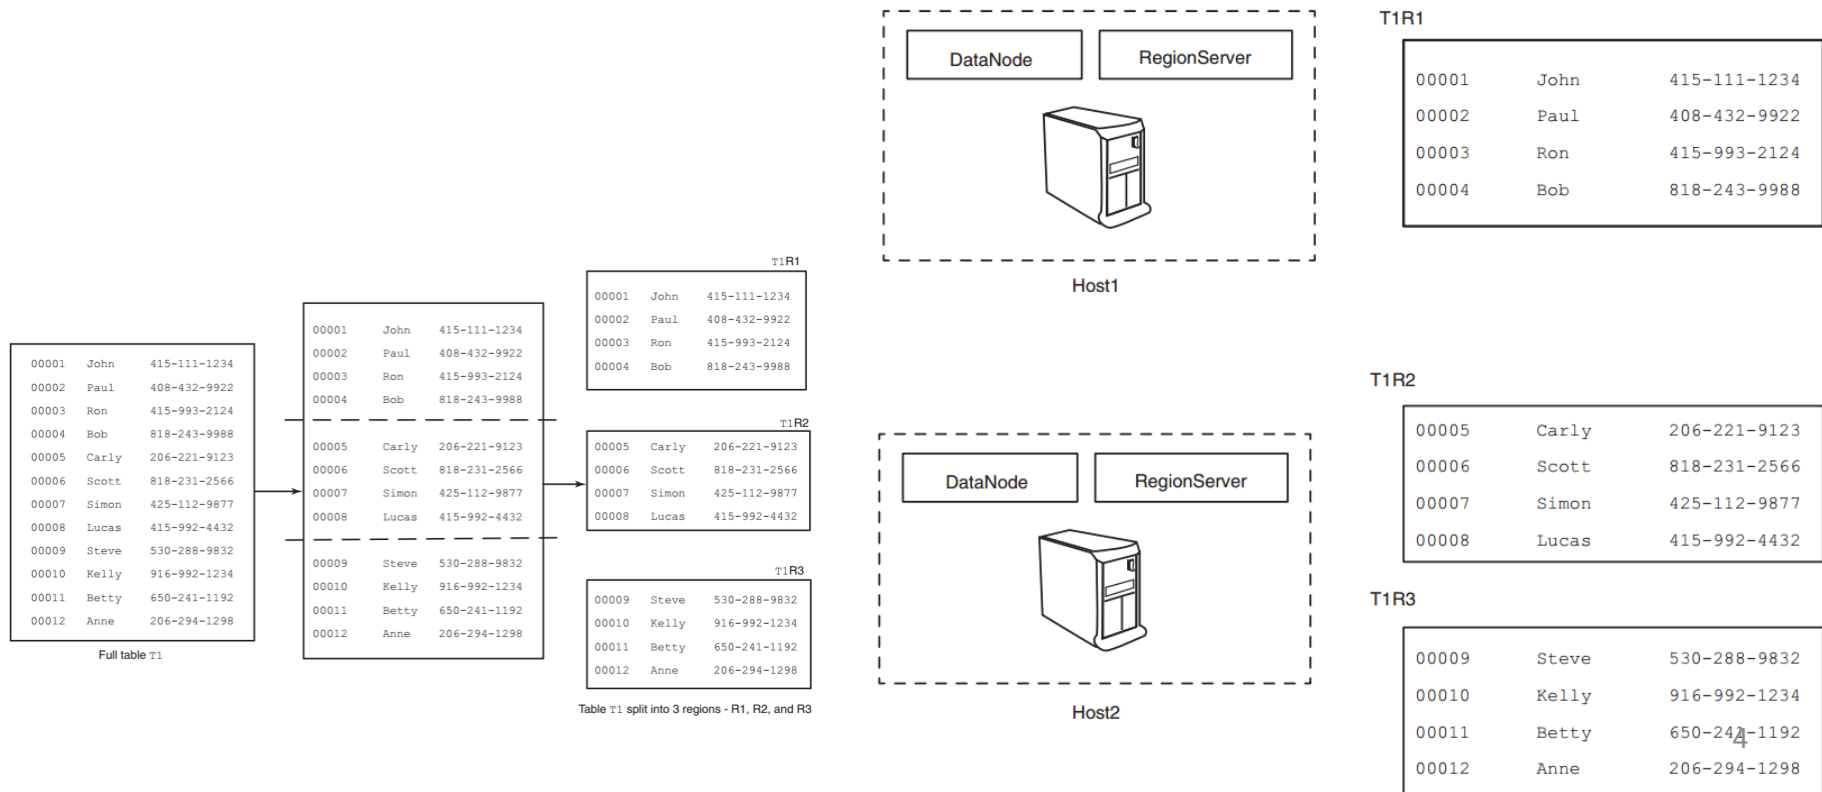 00001 John 415-111-1234
00002 Paul 408-432-9922
00003 Ron 415-993-2124
00004 Bob 818-243-9988
00005 Carly 206-221-9123
00006 Scott 818-231-2566
00007 Simon 425-112-9877
00008 Lucas 415-992-4432
00009 Steve 530-288-9832
00010 Kelly 916-992-1234
00011 Betty 650-241-1192
00012 Anne 206-294-1298
Full table T1
00001 John 415-111-1234
00002 Paul 408-432-9922
00003 Ron 415-993-2124
00004 Bob 818-243-9988
00005 Carly 206-221-9123
00006 Scott 818-231-2566
00007 Simon 425-112-9877
00008 Lucas 415-992-4432
00009 Steve 530-288-9832
00010 Kelly 916-992-1234
00011 Betty 650-241-1192
00012 Anne 206-294-1298
T1R1
00001 John 415-111-1234
00002 Paul 408-432-9922
00003 Ron 415-993-2124
00004 Bob 818-243-9988
T1R2
00005 Carly 206-221-9123
00006 Scott 818-231-2566
00007 Simon 425-112-9877
00008 Lucas 415-992-4432
T1R3
00009 Steve 530-288-9832
00010 Kelly 916-992-1234
00011 Betty 650-241-1192
00012 Anne 206-294-1298
Table T1 split into 3 regions - R1, R2, and R3
DataNode RegionServer
Host1
DataNode RegionServer
Host2
T1R1
00001 John 415-111-1234
00002 Paul 408-432-9922
00003 Ron 415-993-2124
00004 Bob 818-243-9988
T1R2
00005 Carly 206-221-9123
00006 Scott 818-231-2566
00007 Simon 425-112-9877
00008 Lucas 415-992-4432
T1R3
00009 Steve 530-288-9832
00010 Kelly 916-992-1234
00011 Betty 650-241-1192
00012 Anne 206-294-1298
4